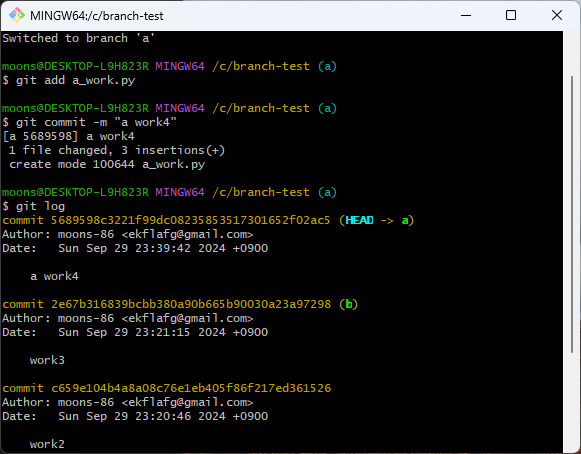 MINGW64:/c/branch-test
Switched to branch 'a'
moons@DESKTOP-L9H823R MINGW64 /c/branch-test (a)
$ git add a_work.py
moons@DESKTOP-L9H823R MINGW64 /c/branch-test (a)
$ git commit -m "a work4"
[a 5689598] a work4
 1 file changed, 3 insertions(+)
 create mode 100644 a_work.py
moons@DESKTOP-L9H823R MINGW64 /c/branch-test (a)
$ git log
commit 5689598c3221f99dc08235853517301652f02ac5 (HEAD -> a)
Author: moons-86 <ekflafg@gmail.com>
Date:   Sun Sep 29 23:39:42 2024 +0900
    a work4
commit 2e67b316839bcbb380a90b665b90030a23a97298 (b)
Author: moons-86 <ekflafg@gmail.com>
Date:   Sun Sep 29 23:21:15 2024 +0900
    work3
commit c659e104b4a8a08c76e1eb405f86f217ed361526
Author: moons-86 <ekflafg@gmail.com>
Date:   Sun Sep 29 23:20:46 2024 +0900
    work2